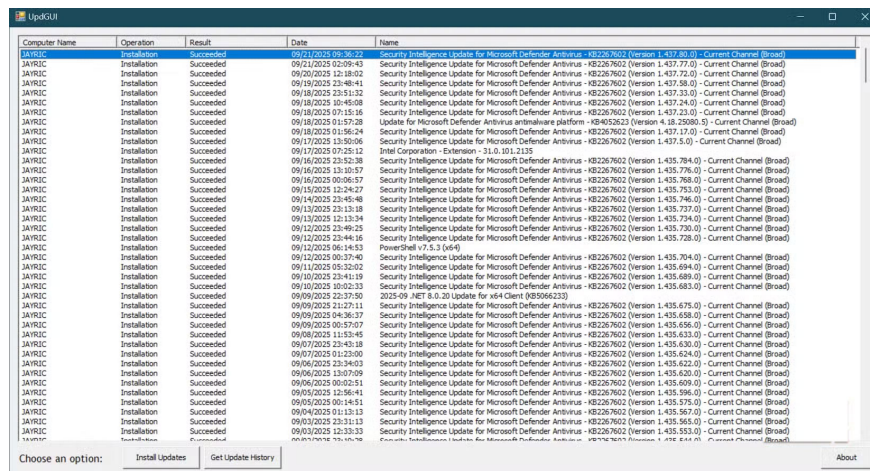 UpdGUI
Computer Name Operation Result Date Name
JAYRIC Installation Succeeded 09/21/2025 09:36:22 Security Intelligence Update for Microsoft Defender Antivirus - KB2267602 (Version 1.437.80.0) - Current Channel (Broad)
JAYRIC Installation Succeeded 09/21/2025 02:09:43 Security Intelligence Update for Microsoft Defender Antivirus - KB2267602 (Version 1.437.77.0) - Current Channel (Broad)
JAYRIC Installation Succeeded 09/20/2025 12:18:02 Security Intelligence Update for Microsoft Defender Antivirus - KB2267602 (Version 1.437.72.0) - Current Channel (Broad)
JAYRIC Installation Succeeded 09/19/2025 23:48:41 Security Intelligence Update for Microsoft Defender Antivirus - KB2267602 (Version 1.437.58.0) - Current Channel (Broad)
JAYRIC Installation Succeeded 09/18/2025 23:51:32 Security Intelligence Update for Microsoft Defender Antivirus - KB2267602 (Version 1.437.33.0) - Current Channel (Broad)
JAYRIC Installation Succeeded 09/18/2025 10:45:08 Security Intelligence Update for Microsoft Defender Antivirus - KB2267602 (Version 1.437.24.0) - Current Channel (Broad)
JAYRIC Installation Succeeded 09/18/2025 07:15:16 Security Intelligence Update for Microsoft Defender Antivirus - KB2267602 (Version 1.437.23.0) - Current Channel (Broad)
JAYRIC Installation Succeeded 09/18/2025 01:57:28 Update for Microsoft Defender Antivirus antimalware platform - KB4052623 (Version 4.18.25080.5) - Current Channel (Broad)
JAYRIC Installation Succeeded 09/18/2025 01:56:24 Security Intelligence Update for Microsoft Defender Antivirus - KB2267602 (Version 1.437.17.0) - Current Channel (Broad)
JAYRIC Installation Succeeded 09/17/2025 13:50:06 Security Intelligence Update for Microsoft Defender Antivirus - KB2267602 (Version 1.437.5.0) - Current Channel (Broad)
JAYRIC Installation Succeeded 09/17/2025 07:25:12 Intel Corporation - Extension - 31.0.101.2135
JAYRIC Installation Succeeded 09/16/2025 23:52:38 Security Intelligence Update for Microsoft Defender Antivirus - KB2267602 (Version 1.435.784.0) - Current Channel (Broad)
JAYRIC Installation Succeeded 09/16/2025 13:10:57 Security Intelligence Update for Microsoft Defender Antivirus - KB2267602 (Version 1.435.776.0) - Current Channel (Broad)
JAYRIC Installation Succeeded 09/16/2025 00:06:57 Security Intelligence Update for Microsoft Defender Antivirus - KB2267602 (Version 1.435.768.0) - Current Channel (Broad)
JAYRIC Installation Succeeded 09/15/2025 12:24:27 Security Intelligence Update for Microsoft Defender Antivirus - KB2267602 (Version 1.435.753.0) - Current Channel (Broad)
JAYRIC Installation Succeeded 09/14/2025 23:45:48 Security Intelligence Update for Microsoft Defender Antivirus - KB2267602 (Version 1.435.746.0) - Current Channel (Broad)
JAYRIC Installation Succeeded 09/13/2025 23:13:18 Security Intelligence Update for Microsoft Defender Antivirus - KB2267602 (Version 1.435.737.0) - Current Channel (Broad)
JAYRIC Installation Succeeded 09/13/2025 12:13:34 Security Intelligence Update for Microsoft Defender Antivirus - KB2267602 (Version 1.435.734.0) - Current Channel (Broad)
JAYRIC Installation Succeeded 09/12/2025 23:49:25 Security Intelligence Update for Microsoft Defender Antivirus - KB2267602 (Version 1.435.730.0) - Current Channel (Broad)
JAYRIC Installation Succeeded 09/12/2025 23:44:16 Security Intelligence Update for Microsoft Defender Antivirus - KB2267602 (Version 1.435.728.0) - Current Channel (Broad)
JAYRIC Installation Succeeded 09/12/2025 06:14:53 PowerShell v7.5.3 (x64)
JAYRIC Installation Succeeded 09/12/2025 00:37:40 Security Intelligence Update for Microsoft Defender Antivirus - KB2267602 (Version 1.435.704.0) - Current Channel (Broad)
JAYRIC Installation Succeeded 09/11/2025 05:32:02 Security Intelligence Update for Microsoft Defender Antivirus - KB2267602 (Version 1.435.694.0) - Current Channel (Broad)
JAYRIC Installation Succeeded 09/10/2025 23:41:19 Security Intelligence Update for Microsoft Defender Antivirus - KB2267602 (Version 1.435.689.0) - Current Channel (Broad)
JAYRIC Installation Succeeded 09/10/2025 10:02:33 Security Intelligence Update for Microsoft Defender Antivirus - KB2267602 (Version 1.435.683.0) - Current Channel (Broad)
JAYRIC Installation Succeeded 09/09/2025 22:37:50 2025-09 .NET 8.0.20 Update for x64 Client (KB5066233)
JAYRIC Installation Succeeded 09/09/2025 21:27:11 Security Intelligence Update for Microsoft Defender Antivirus - KB2267602 (Version 1.435.675.0) - Current Channel (Broad)
JAYRIC Installation Succeeded 09/09/2025 04:36:37 Security Intelligence Update for Microsoft Defender Antivirus - KB2267602 (Version 1.435.658.0) - Current Channel (Broad)
JAYRIC Installation Succeeded 09/09/2025 00:57:07 Security Intelligence Update for Microsoft Defender Antivirus - KB2267602 (Version 1.435.656.0) - Current Channel (Broad)
JAYRIC Installation Succeeded 09/08/2025 11:53:45 Security Intelligence Update for Microsoft Defender Antivirus - KB2267602 (Version 1.435.633.0) - Current Channel (Broad)
JAYRIC Installation Succeeded 09/07/2025 23:43:18 Security Intelligence Update for Microsoft Defender Antivirus - KB2267602 (Version 1.435.630.0) - Current Channel (Broad)
JAYRIC Installation Succeeded 09/07/2025 01:23:00 Security Intelligence Update for Microsoft Defender Antivirus - KB2267602 (Version 1.435.624.0) - Current Channel (Broad)
JAYRIC Installation Succeeded 09/06/2025 23:34:03 Security Intelligence Update for Microsoft Defender Antivirus - KB2267602 (Version 1.435.622.0) - Current Channel (Broad)
JAYRIC Installation Succeeded 09/06/2025 13:07:09 Security Intelligence Update for Microsoft Defender Antivirus - KB2267602 (Version 1.435.620.0) - Current Channel (Broad)
JAYRIC Installation Succeeded 09/06/2025 00:02:51 Security Intelligence Update for Microsoft Defender Antivirus - KB2267602 (Version 1.435.609.0) - Current Channel (Broad)
JAYRIC Installation Succeeded 09/05/2025 12:56:41 Security Intelligence Update for Microsoft Defender Antivirus - KB2267602 (Version 1.435.596.0) - Current Channel (Broad)
JAYRIC Installation Succeeded 09/05/2025 00:14:51 Security Intelligence Update for Microsoft Defender Antivirus - KB2267602 (Version 1.435.575.0) - Current Channel (Broad)
JAYRIC Installation Succeeded 09/04/2025 01:13:13 Security Intelligence Update for Microsoft Defender Antivirus - KB2267602 (Version 1.435.567.0) - Current Channel (Broad)
JAYRIC Installation Succeeded 09/03/2025 23:31:13 Security Intelligence Update for Microsoft Defender Antivirus - KB2267602 (Version 1.435.565.0) - Current Channel (Broad)
JAYRIC Installation Succeeded 09/03/2025 12:33:33 Security Intelligence Update for Microsoft Defender Antivirus - KB2267602 (Version 1.435.553.0) - Current Channel (Broad)
Choose an option: Install Updates Get Update History About